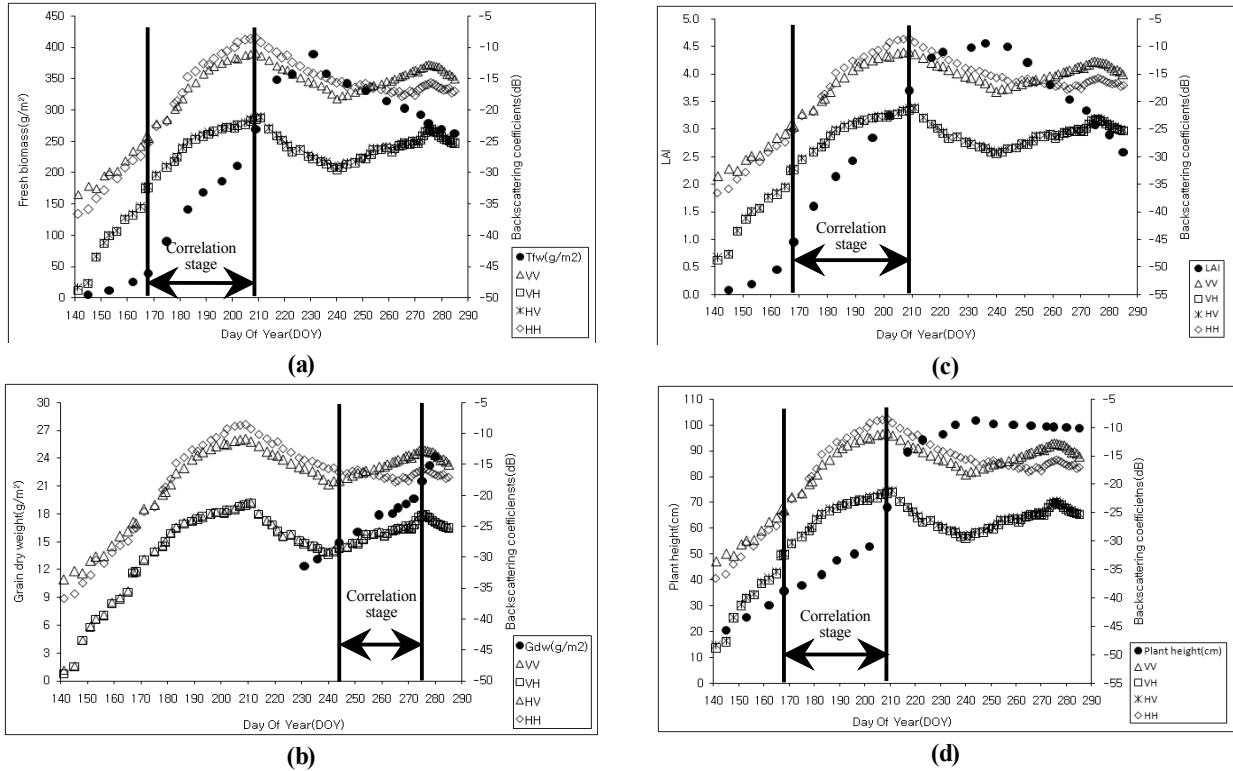 450
400
350
300
250
200
150
100
50
0
Fresh biomass(g/m²)
-5
-10
-15
-20
-25
-30
-35
-40
-45
-50
Backscattering coefficients(dB)
140 150 160 170 180 190 200 210 220 230 240 250 260 270 280 290
Day Of Year(DOY)
Correlation
stage
Tfw(g/m2)
VV
VH
HV
HH
(a)
5.0
4.5
4.0
3.5
3.0
2.5
2.0
1.5
1.0
0.5
0.0
LAI
-5
-10
-15
-20
-25
-30
-35
-40
-45
-50
-55
Backscattering coefficients(dB)
140 150 160 170 180 190 200 210 220 230 240 250 260 270 280 290
Day Of Year(DOY)
Correlation
stage
LAI
VV
VH
HV
HH
(c)
30
27
24
21
18
15
12
9
6
3
0
Grain dry weight(g/m²)
-5
-10
-15
-20
-25
-30
-35
-40
-45
-50
Backscattering coefficiensts(dB)
140 150 160 170 180 190 200 210 220 230 240 250 260 270 280 290
Day Of Year(DOY)
Correlation
stage
Gdw(g/m2)
VV
VH
HV
HH
(b)
110
100
90
80
70
60
50
40
30
20
10
0
Plant height(cm)
-5
-10
-15
-20
-25
-30
-35
-40
-45
-50
-55
Backscattering coefficietns(dB)
140 150 160 170 180 190 200 210 220 230 240 250 260 270 280 290
Day Of Year(DOY)
Correlation
stage
Plant height(cm)
VV
VH
HV
HH
(d)